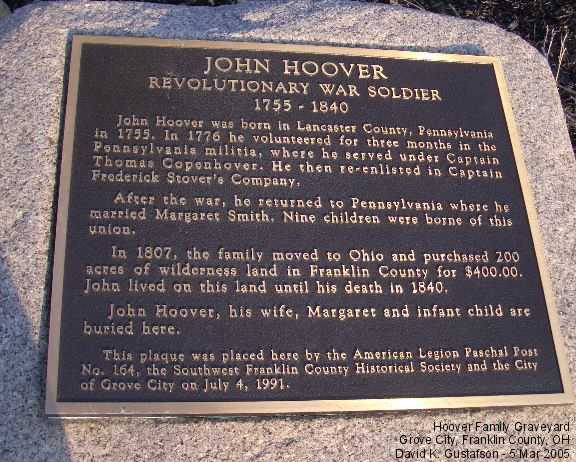 JOHN HOOVER
REVOLUTIONARY WAR SOLDIER
1755 - 1840
John Hoover was born in Lancaster County, Pennsylvania
in 1755. In 1776 he volunteered for three months in the
Pennsylvania militia, where he served under Captain
Thomas Copenhover. He then re-enlisted in Captain
Frederick Stover's Company.
After the war, he returned to Pennsylvania where he
married Margaret Smith. Nine children were borne of this
union.
In 1807, the family moved to Ohio and purchased 200
acres of wilderness land in Franklin County for $400.00.
John lived on this land until his death in 1840.
John Hoover, his wife, Margaret and infant child are
buried here.
This plaque was placed here by the American Legion Paschal Post
No. 164, the Southwest Franklin County Historical Society and the City
of Grove City on July 4, 1991.
Hoover Family Graveyard
Grove City, Franklin County, OH
David K. Gustafson - 5 Mar 2005